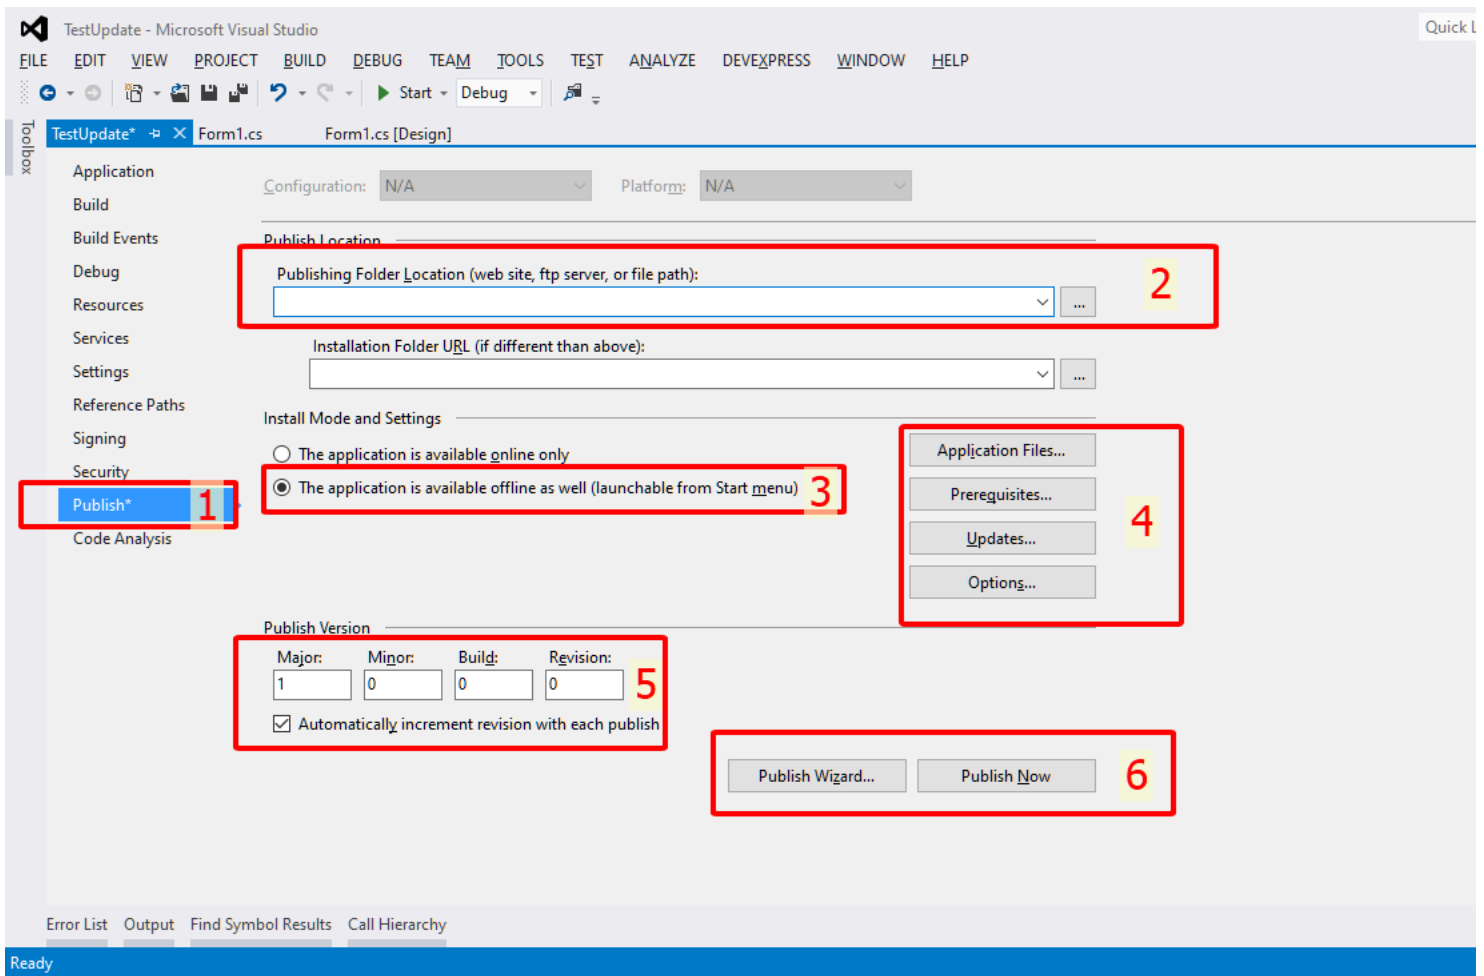 TestUpdate - Microsoft Visual Studio
Quick L
FILE EDIT VIEW PROJECT BUILD DEBUG TEAM TOOLS TEST ANALYZE DEVEXPRESS WINDOW HELP
Start Debug
Toolbox
TestUpdate* Form1.cs Form1.cs [Design]
Application
Build
Build Events
Debug
Resources
Services
Settings
Reference Paths
Signing
Security
Publish* 1
Code Analysis
Configuration: N/A Platform: N/A
Publish Location
Publishing Folder Location (web site, ftp server, or file path):
... 2
Installation Folder URL (if different than above):
...
Install Mode and Settings
The application is available online only
The application is available offline as well (launchable from Start menu) 3
Application Files...
Prerequisites...
Updates...
Options...
4
Publish Version
Major: Minor: Build: Revision:
1 0 0 0 5
Automatically increment revision with each publish
Publish Wizard... Publish Now 6
Error List Output Find Symbol Results Call Hierarchy
Ready